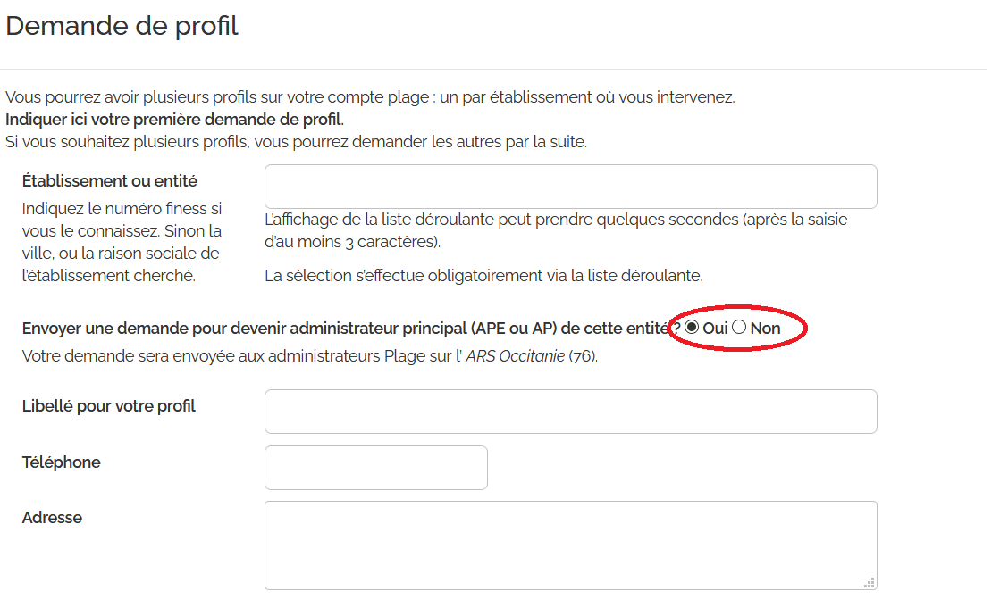 Demande de profil
Vous pourrez avoir plusieurs profils sur votre compte plage : un par établissement où vous intervenez.
Indiquer ici votre première demande de profil.
Si vous souhaitez plusieurs profils, vous pourrez demander les autres par la suite.
Établissement ou entité
Indiquez le numéro finess si
vous le connaissez. Sinon la
ville, ou la raison sociale de
l'établissement cherché.
L'affichage de la liste déroulante peut prendre quelques secondes (après la saisie
d'au moins 3 caractères).
La sélection s'effectue obligatoirement via la liste déroulante.
Envoyer une demande pour devenir administrateur principal (APE ou AP) de cette entité ? Oui Non
Votre demande sera envoyée aux administrateurs Plage sur l' ARS Occitanie (76).
Libellé pour votre profil
Téléphone
Adresse